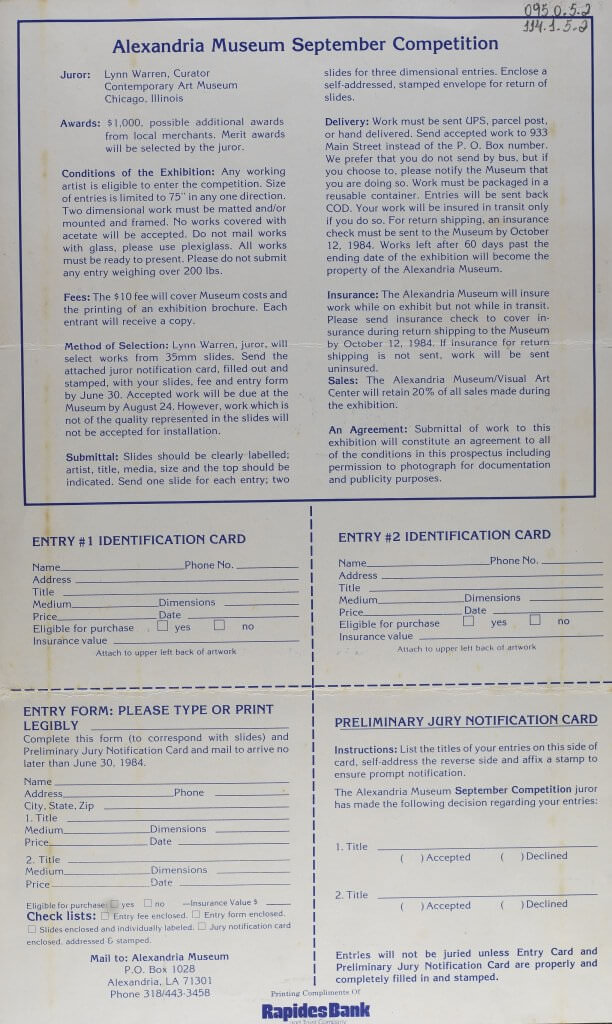 095.0.5-2
114.1.5-2
Alexandria Museum September Competition
Juror: Lynn Warren, Curator
Contemporary Art Museum
Chicago, Illinois
Awards: $1,000, possible additional awards
from local merchants. Merit awards
will be selected by the juror.
Conditions of the Exhibition: Any working
artist is eligible to enter the competition. Size
of entries is limited to 75" in any one direction.
Two dimensional work must be matted and/or
mounted and framed. No works covered with
acetate will be accepted. Do not mail works
with glass, please use plexiglass. All works
must be ready to present. Please do not submit
any entry weighing over 200 lbs.
Fees: The $10 fee will cover Museum costs and
the printing of an exhibition brochure. Each
entrant will receive a copy.
Method of Selection: Lynn Warren, juror, will
select works from 35mm slides. Send the
attached juror notification card, filled out and
stamped, with your slides, fee and entry form
by June 30. Accepted work will be due at the
Museum by August 24. However, work which is
not of the quality represented in the slides will
not be accepted for installation.
Submittal: Slides should be clearly labelled;
artist, title, media, size and the top should be
indicated. Send one slide for each entry; two
slides for three dimensional entries. Enclose a
self-addressed, stamped envelope for return of
slides.
Delivery: Work must be sent UPS, parcel post,
or hand delivered. Send accepted work to 933
Main Street instead of the P. O. Box number.
We prefer that you do not send by bus, but if
you choose to, please notify the Museum that
you are doing so. Work must be packaged in a
reusable container. Entries will be sent back
COD. Your work will be insured in transit only
if you do so. For return shipping, an insurance
check must be sent to the Museum by October
12, 1984. Works left after 60 days past the
ending date of the exhibition will become the
property of the Alexandria Museum.
Insurance: The Alexandria Museum will insure
work while on exhibit but not while in transit.
Please send insurance check to cover in-
surance during return shipping to the Museum
by October 12, 1984. If insurance for return
shipping is not sent, work will be sent
uninsured.
Sales: The Alexandria Museum/Visual Art
Center will retain 20% of all sales made during
the exhibition.
An Agreement: Submittal of work to this
exhibition will constitute an agreement to all
of the conditions in this prospectus including
permission to photograph for documentation
and publicity purposes.
ENTRY #1 IDENTIFICATION CARD
Name Phone No.
Address
Title
Medium Dimensions
Price Date
Eligible for purchase yes no
Insurance value
Attach to upper left back of artwork
ENTRY #2 IDENTIFICATION CARD
Name Phone No.
Address
Title
Medium Dimensions
Price Date
Eligible for purchase yes no
Insurance value
Attach to upper left back of artwork
ENTRY FORM: PLEASE TYPE OR PRINT
LEGIBLY
Complete this form (to correspond with slides) and
Preliminary Jury Notification Card and mail to arrive no
later than June 30, 1984.
Name
Address Phone
City, State, Zip
1. Title
Medium Dimensions
Price Date
2. Title
Medium Dimensions
Price Date
Eligible for purchase: yes no —Insurance Value $
Check lists: Entry fee enclosed. Entry form enclosed.
Slides enclosed and individually labeled. Jury notification card
enclosed, addressed & stamped.
Mail to: Alexandria Museum
P.O. Box 1028
Alexandria, LA 71301
Phone 318/443-3458
PRELIMINARY JURY NOTIFICATION CARD
Instructions: List the titles of your entries on this side of
card, self-address the reverse side and affix a stamp to
ensure prompt notification.
The Alexandria Museum September Competition juror
has made the following decision regarding your entries:
1. Title
( ) Accepted ( ) Declined
2. Title
( ) Accepted ( ) Declined
Entries will not be juried unless Entry Card and
Preliminary Jury Notification Card are properly and
completely filled in and stamped.
Printing Compliments Of
Rapides Bank
and Trust Company